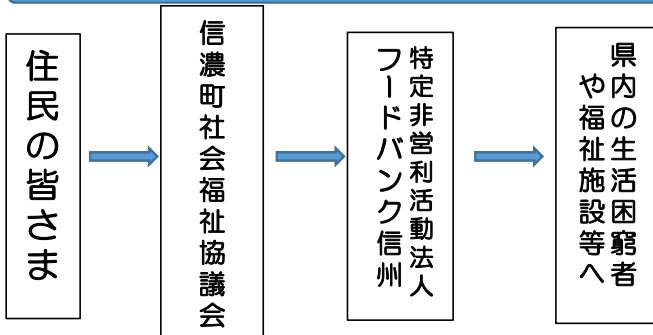 住民の皆さま
信濃町社会福祉協議会
特定非営利活動法人
フードバンク信州
県内の生活困窮者
や福祉施設等へ